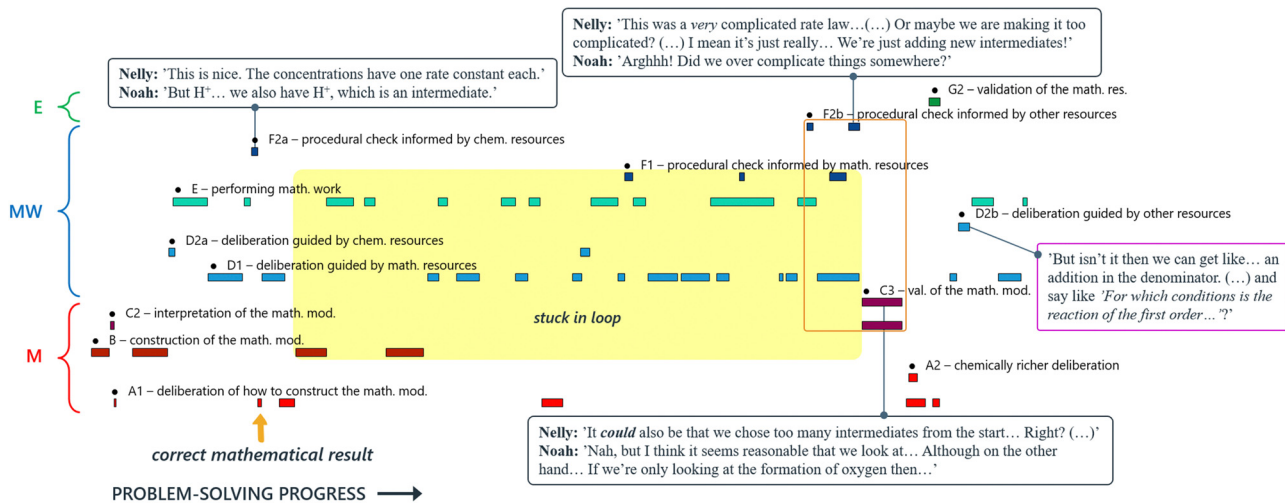 Nelly: 'This was a very complicated rate law…(…) Or maybe we are making it too
complicated? (…) I mean it's just really… We're just adding new intermediates!'
Noah: 'Arghhh! Did we over complicate things somewhere?'
Nelly: 'This is nice. The concentrations have one rate constant each.'
Noah: 'But H⁺… we also have H⁺, which is an intermediate.'
G2 – validation of the math. res.
E
F2b – procedural check informed by other resources
F2a – procedural check informed by chem. resources
F1 – procedural check informed by math. resources
E – performing math. work
MW
D2b – deliberation guided by other resources
D2a – deliberation guided by chem. resources
D1 – deliberation guided by math. resources
'But isn't it then we can get like… an
addition in the denominator. (…) and
say like 'For which conditions is the
reaction of the first order…'?'
C3 – val. of the math. mod.
C2 – interpretation of the math. mod.
stuck in loop
B – construction of the math. mod.
M
A2 – chemically richer deliberation
A1 – deliberation of how to construct the math. mod.
Nelly: 'It could also be that we chose too many intermediates from the start… Right? (…)'
Noah: 'Nah, but I think it seems reasonable that we look at… Although on the other
hand… If we're only looking at the formation of oxygen then…'
correct mathematical result
PROBLEM-SOLVING PROGRESS